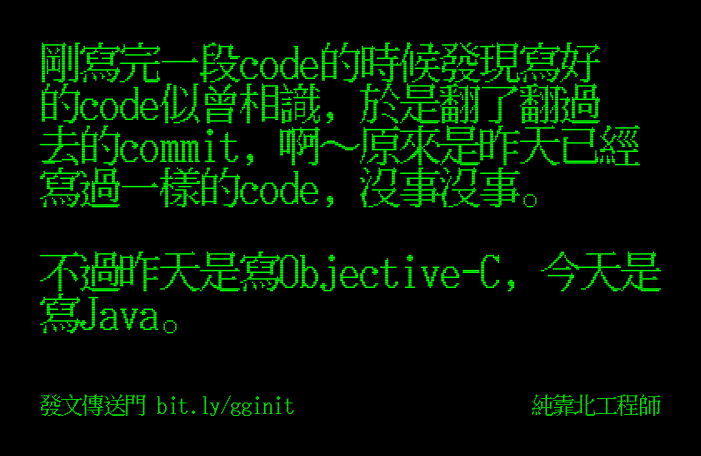 剛寫完一段code的時候發現寫好
的code似曾相識，於是翻了翻過
去的commit，啊～原來是昨天已經
寫過一樣的code，沒事沒事。
不過昨天是寫Objective-C，今天是
寫Java。
發文傳送門 bit.ly/gginit
純靠北工程師